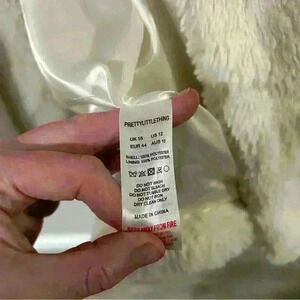 PRETTYLITTLETHING
UK 16 US 12
EUR 44 AUS 16
SHELL: 100% POLYESTER
LINING: 100% POLYESTER
DO NOT WASH
DO NOT BLEACH
DO NOT TUMBLE DRY
DO NOT IRON
DRY CLEAN ONLY
MADE IN CHINA
KEEP AWAY FROM FIRE